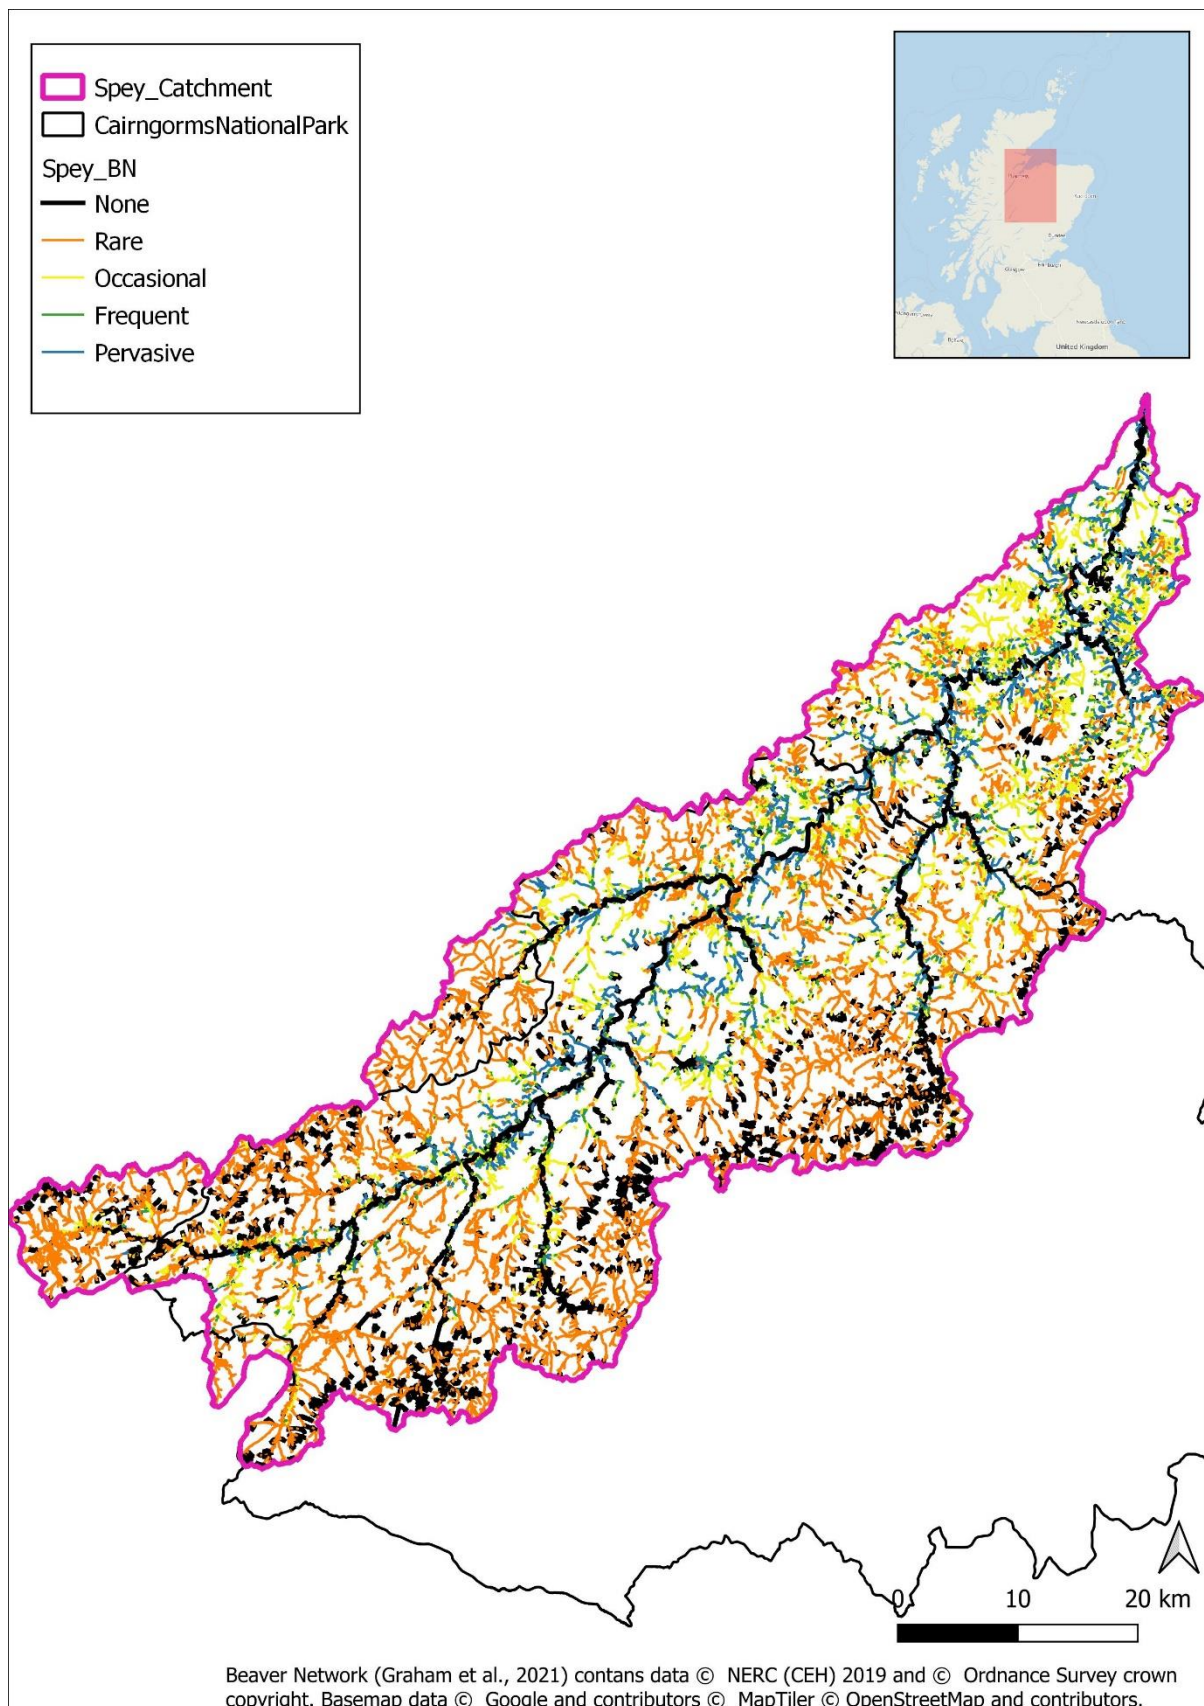 Spey_Catchment
CairngormsNationalPark
Spey_BN
None
Rare
Occasional
Frequent
Pervasive
Glasgow
Edinburgh
United Kingdom
0 10 20 km
Beaver Network (Graham et al., 2021) contans data © NERC (CEH) 2019 and © Ordnance Survey crown
copyright. Basemap data © Google and contributors © MapTiler © OpenStreetMap and contributors.